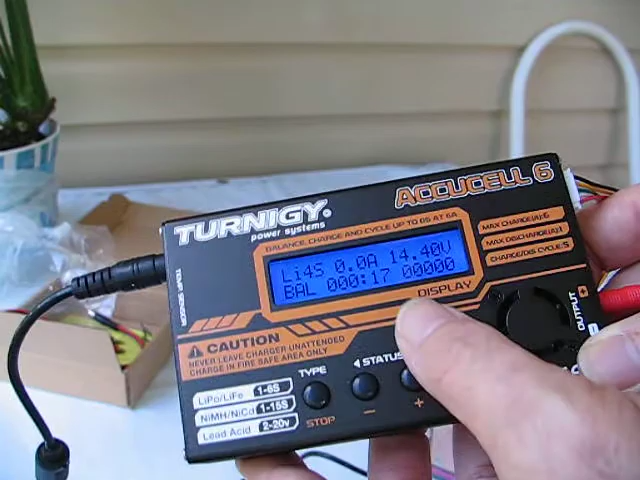 TURNIGY®
power systems
ACCUCELL 6
BALANCE, CHARGE AND CYCLE UP TO 6S AT 6A
Li4S 0.0A 14.40V
BAL 000:17 00000
DISPLAY
MAX CHARGE(A):6
MAX DISCHARGE(A):1
CHARGE/DIS CYCLE:5
TEMP SENSOR
CAUTION
NEVER LEAVE CHARGER UNATTENDED
CHARGE IN FIRE SAFE AREA ONLY
LiPo/LiFe 1-6S
NiMH/NiCd 1-15S
Lead Acid 2-20v
TYPE
STOP
STATUS
-
+
OUTPUT
+
-